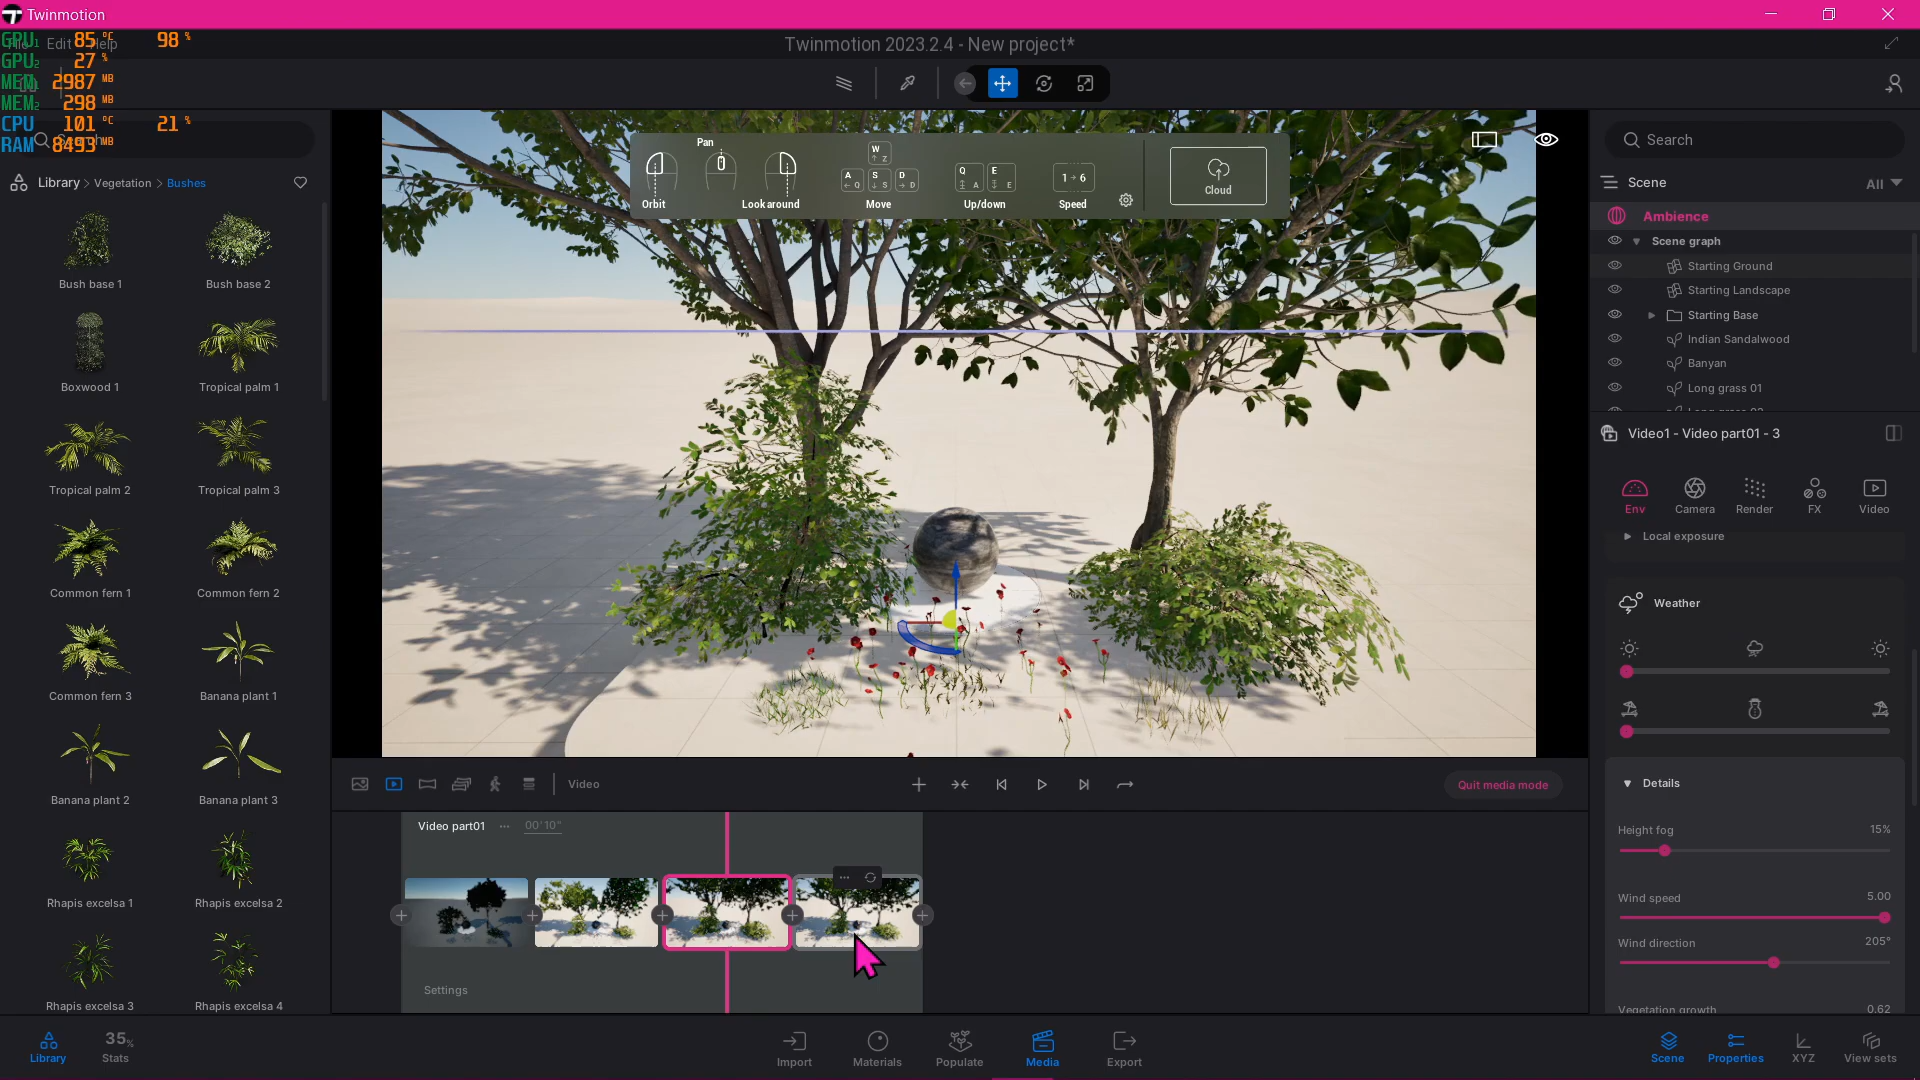 Twinmotion
File Edit Help
Twinmotion 2023.2.4 - New project*
GPU1 85 °C 98 %
GPU2 27 %
MEM1 2987 MB
MEM2 298 MB
CPU 101 °C 21 %
RAM 8493 MB
Library > Vegetation > Bushes
Bush base 1
Bush base 2
Boxwood 1
Tropical palm 1
Tropical palm 2
Tropical palm 3
Common fern 1
Common fern 2
Common fern 3
Banana plant 1
Banana plant 2
Banana plant 3
Rhapis excelsa 1
Rhapis excelsa 2
Rhapis excelsa 3
Rhapis excelsa 4
Pan
Orbit
Look around
W
Z
A
Q
S
S
D
D
Move
Q
A
E
E
Up/down
1 → 6
Speed
Cloud
Search
Scene
All
Ambience
Scene graph
Starting Ground
Starting Landscape
Starting Base
Indian Sandalwood
Banyan
Long grass 01
Video1 - Video part01 - 3
Env
Camera
Render
FX
Video
Local exposure
Weather
Details
Height fog 15%
Wind speed 5.00
Wind direction 205°
Vegetation growth 0.62
Video
Quit media mode
Video part01 ... 00'10"
Settings
Library
35%
Stats
Import
Materials
Populate
Media
Export
Scene
Properties
XYZ
View sets